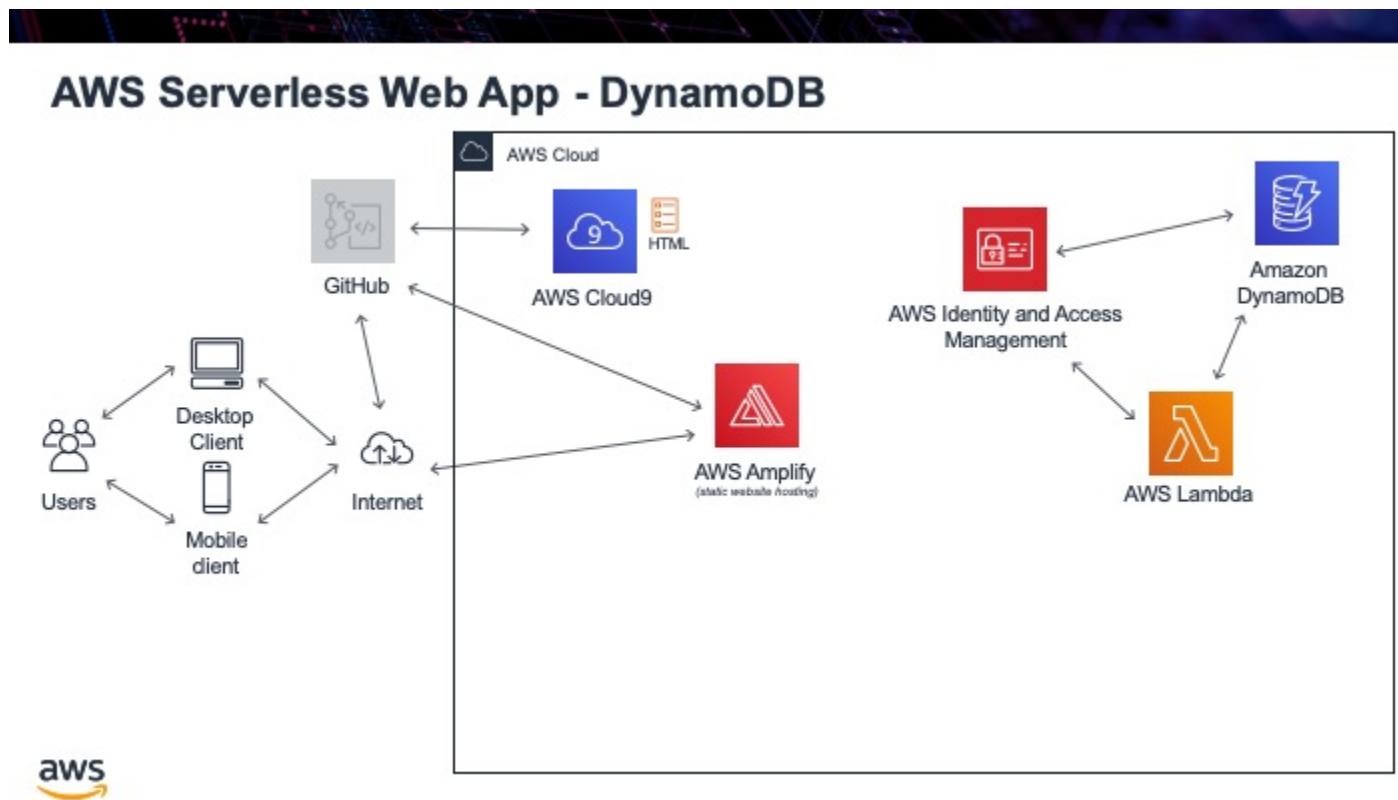 AWS Serverless Web App - DynamoDB
AWS Cloud
GitHub
9
HTML
AWS Cloud9
Amazon
DynamoDB
AWS Identity and Access
Management
Desktop
Client
Users
Internet
Mobile
client
AWS Amplify
(static website hosting)
AWS Lambda
aws